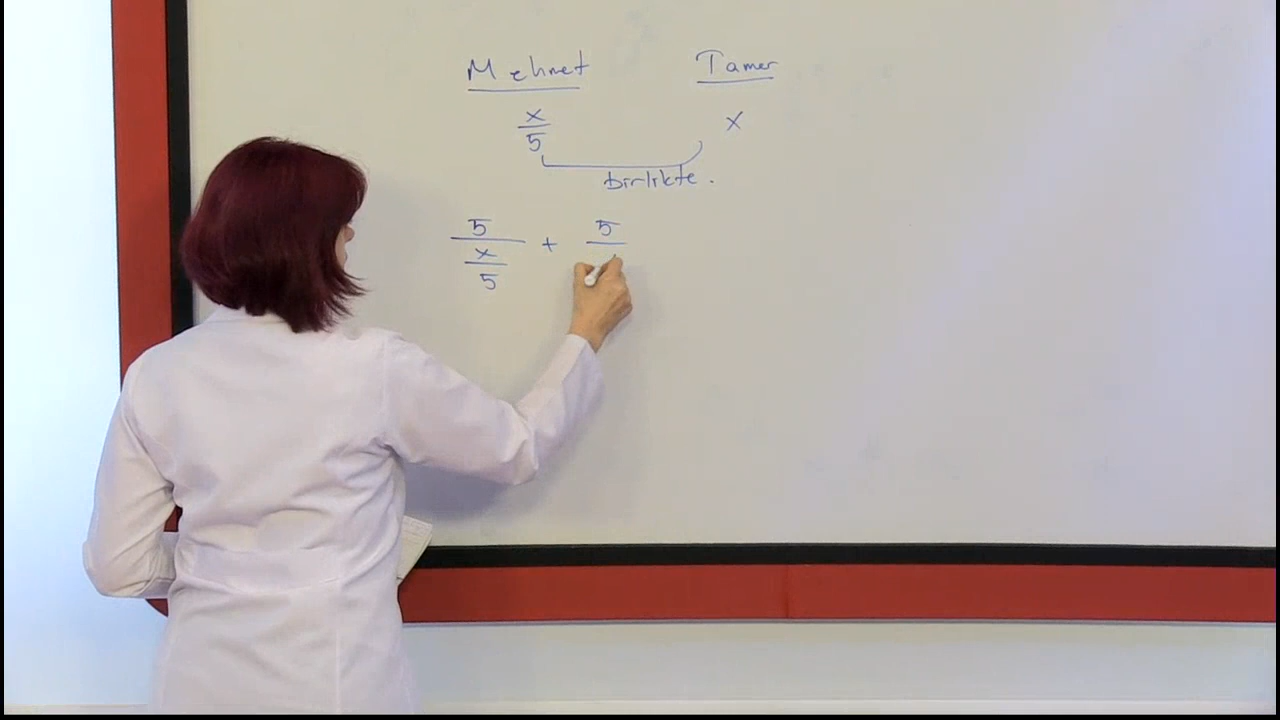 Mehmet Tamer
x/5 x
birlikte.
5/(x/5) + 5/